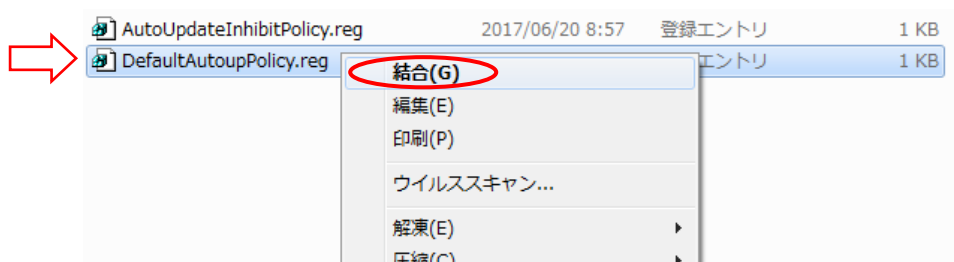 AutoUpdateInhibitPolicy.reg 2017/06/20 8:57 登録エントリ 1 KB
DefaultAutoupPolicy.reg エントリ 1 KB
結合(G)
編集(E)
印刷(P)
ウイルススキャン...
解凍(E)
圧縮(C)